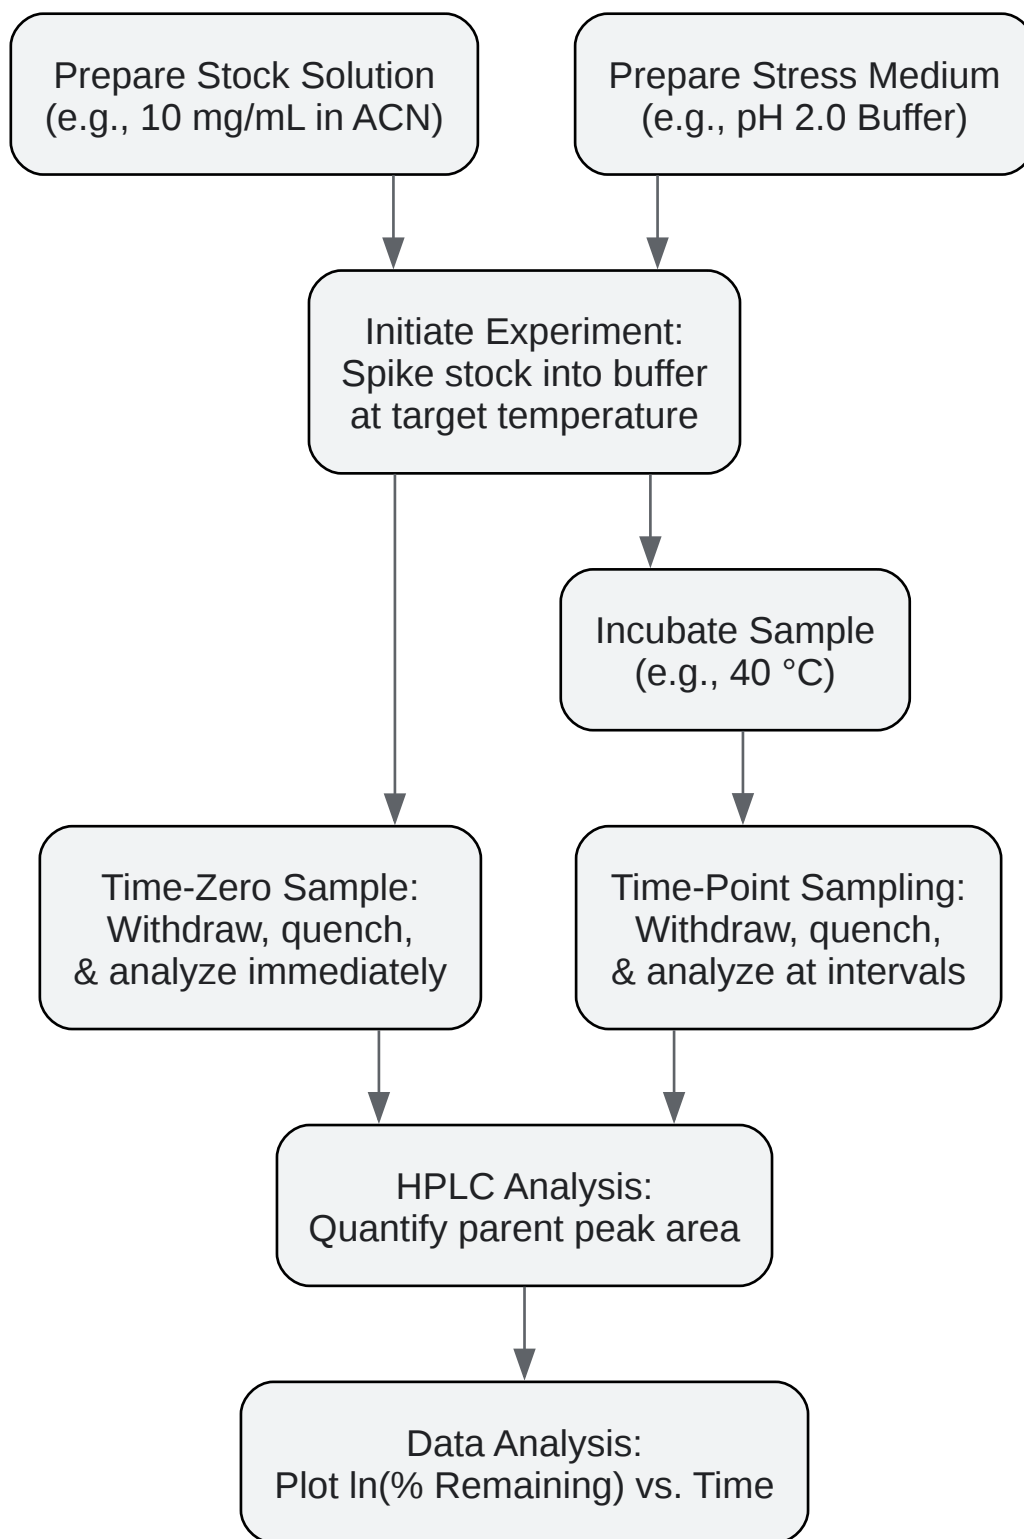 Prepare Stock Solution
(e.g., 10 mg/mL in ACN)
Prepare Stress Medium
(e.g., pH 2.0 Buffer)
Initiate Experiment:
Spike stock into buffer
at target temperature
Incubate Sample
(e.g., 40 °C)
Time-Zero Sample:
Withdraw, quench,
& analyze immediately
Time-Point Sampling:
Withdraw, quench,
& analyze at intervals
HPLC Analysis:
Quantify parent peak area
Data Analysis:
Plot ln(% Remaining) vs. Time